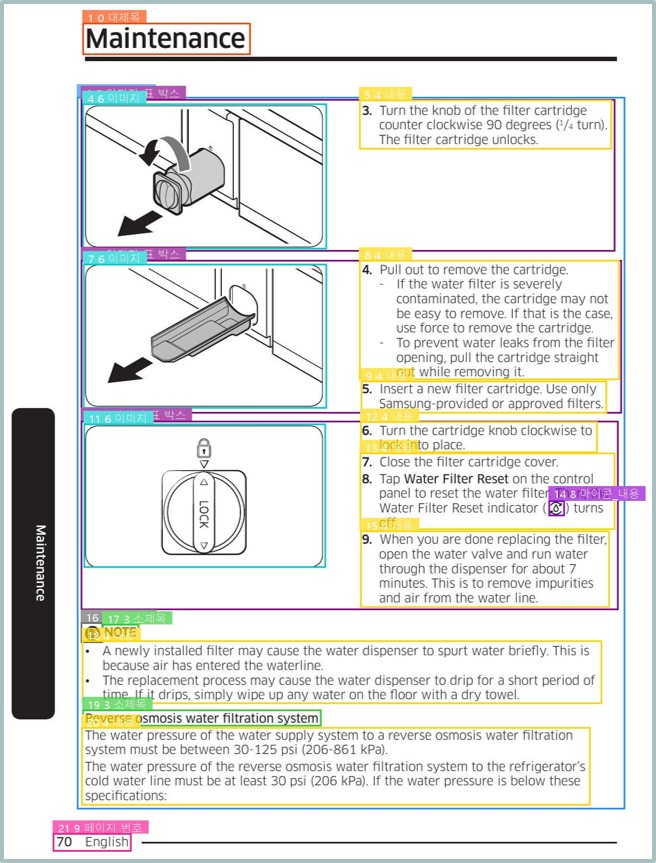 1 0 대제목
Maintenance
표 박스
4 6 이미지
5 4 내용
3. Turn the knob of the filter cartridge
counter clockwise 90 degrees (1/4 turn).
The filter cartridge unlocks.
표 박스
7 6 이미지
8 4 내용
4. Pull out to remove the cartridge.
- If the water filter is severely
contaminated, the cartridge may not
be easy to remove. If that is the case,
use force to remove the cartridge.
- To prevent water leaks from the filter
opening, pull the cartridge straight
out while removing it.
9 4 내용
5. Insert a new filter cartridge. Use only
Samsung-provided or approved filters.
표 박스
11 6 이미지
LOCK
12 4 내용
6. Turn the cartridge knob clockwise to
lock into place.
7. Close the filter cartridge cover.
8. Tap Water Filter Reset on the control
panel to reset the water filter.
14 8 아이콘_내용
Water Filter Reset indicator ( ) turns
off.
9. When you are done replacing the filter,
open the water valve and run water
through the dispenser for about 7
minutes. This is to remove impurities
and air from the water line.
Maintenance
16
17 3 소제목
NOTE
• A newly installed filter may cause the water dispenser to spurt water briefly. This is
because air has entered the waterline.
• The replacement process may cause the water dispenser to drip for a short period of
time. If it drips, simply wipe up any water on the floor with a dry towel.
19 3 소제목
Reverse osmosis water filtration system
The water pressure of the water supply system to a reverse osmosis water filtration
system must be between 30-125 psi (206-861 kPa).
The water pressure of the reverse osmosis water filtration system to the refrigerator's
cold water line must be at least 30 psi (206 kPa). If the water pressure is below these
specifications:
21 9 페이지 번호
70 English